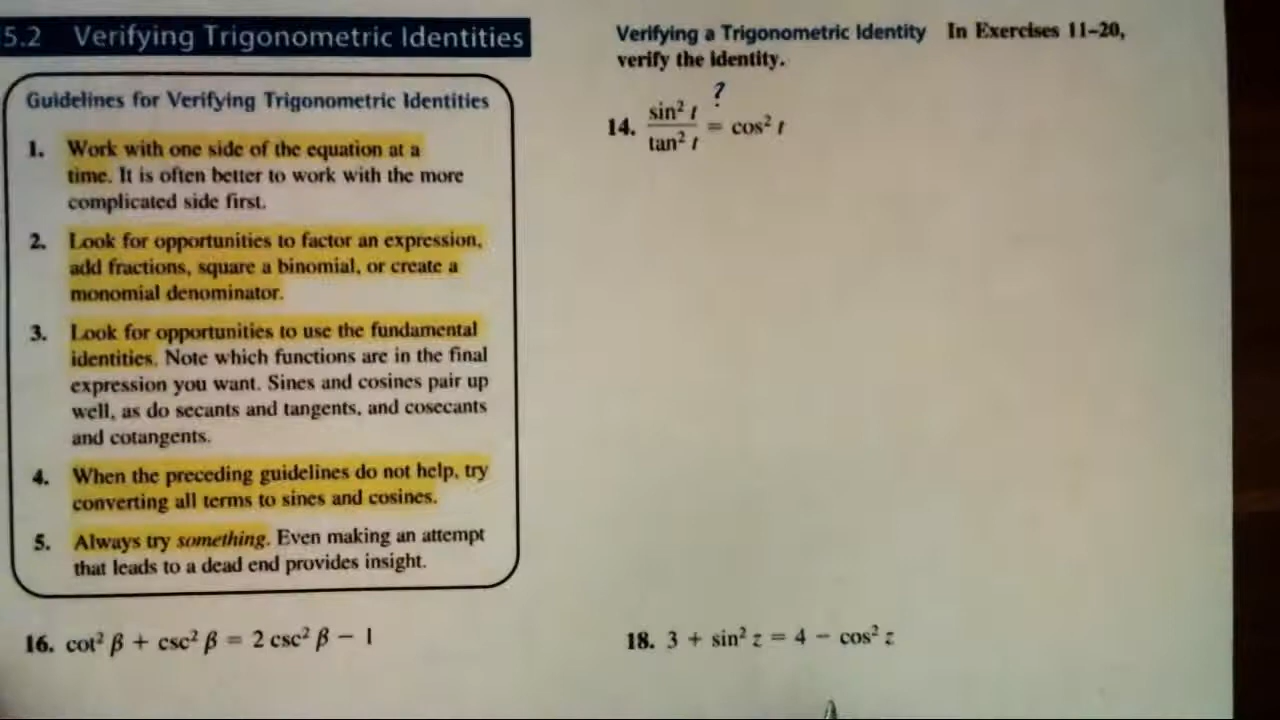 5.2 Verifying Trigonometric Identities
Guidelines for Verifying Trigonometric Identities
1. Work with one side of the equation at a
time. It is often better to work with the more
complicated side first.
2. Look for opportunities to factor an expression,
add fractions, square a binomial, or create a
monomial denominator.
3. Look for opportunities to use the fundamental
identities. Note which functions are in the final
expression you want. Sines and cosines pair up
well, as do secants and tangents, and cosecants
and cotangents.
4. When the preceding guidelines do not help, try
converting all terms to sines and cosines.
5. Always try something. Even making an attempt
that leads to a dead end provides insight.
16. cot² β + csc² β = 2 csc² β − 1
Verifying a Trigonometric Identity In Exercises 11–20,
verify the identity.
?
14. sin² t / tan² t = cos² t
18. 3 + sin² z = 4 − cos² z